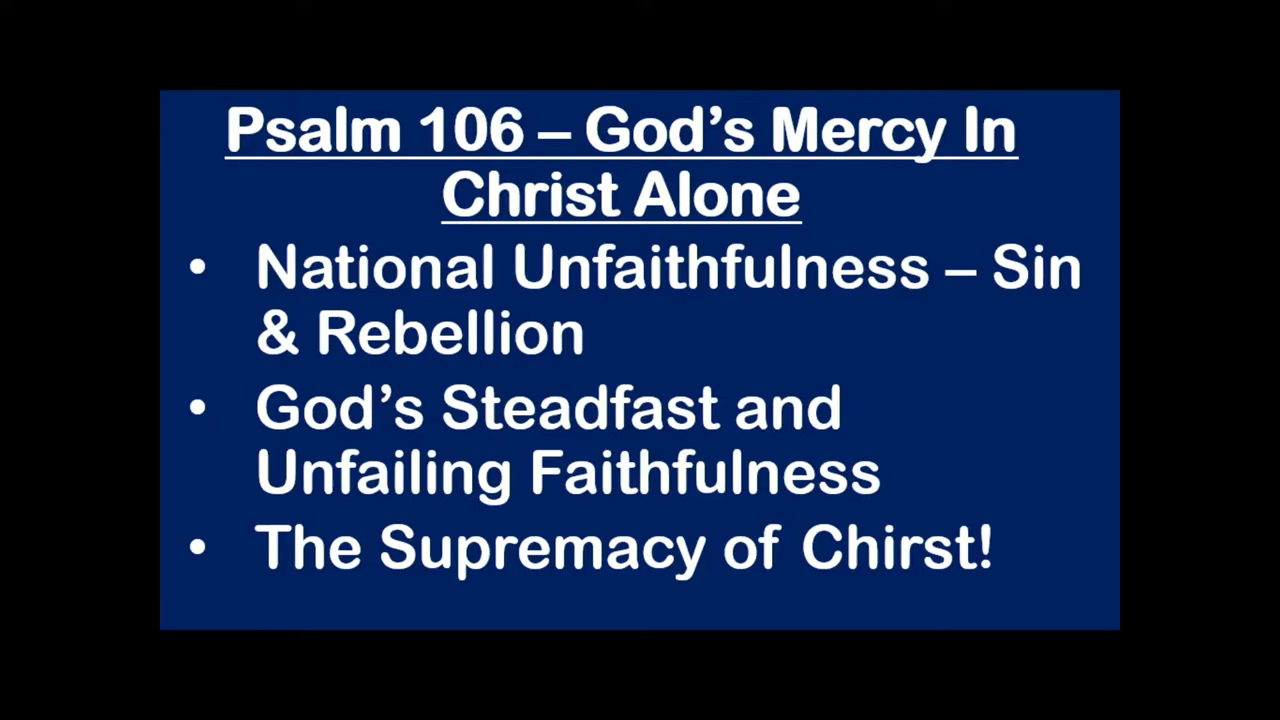 Psalm 106 – God’s Mercy In
Christ Alone
• National Unfaithfulness – Sin
& Rebellion
• God’s Steadfast and
Unfailing Faithfulness
• The Supremacy of Chirst!